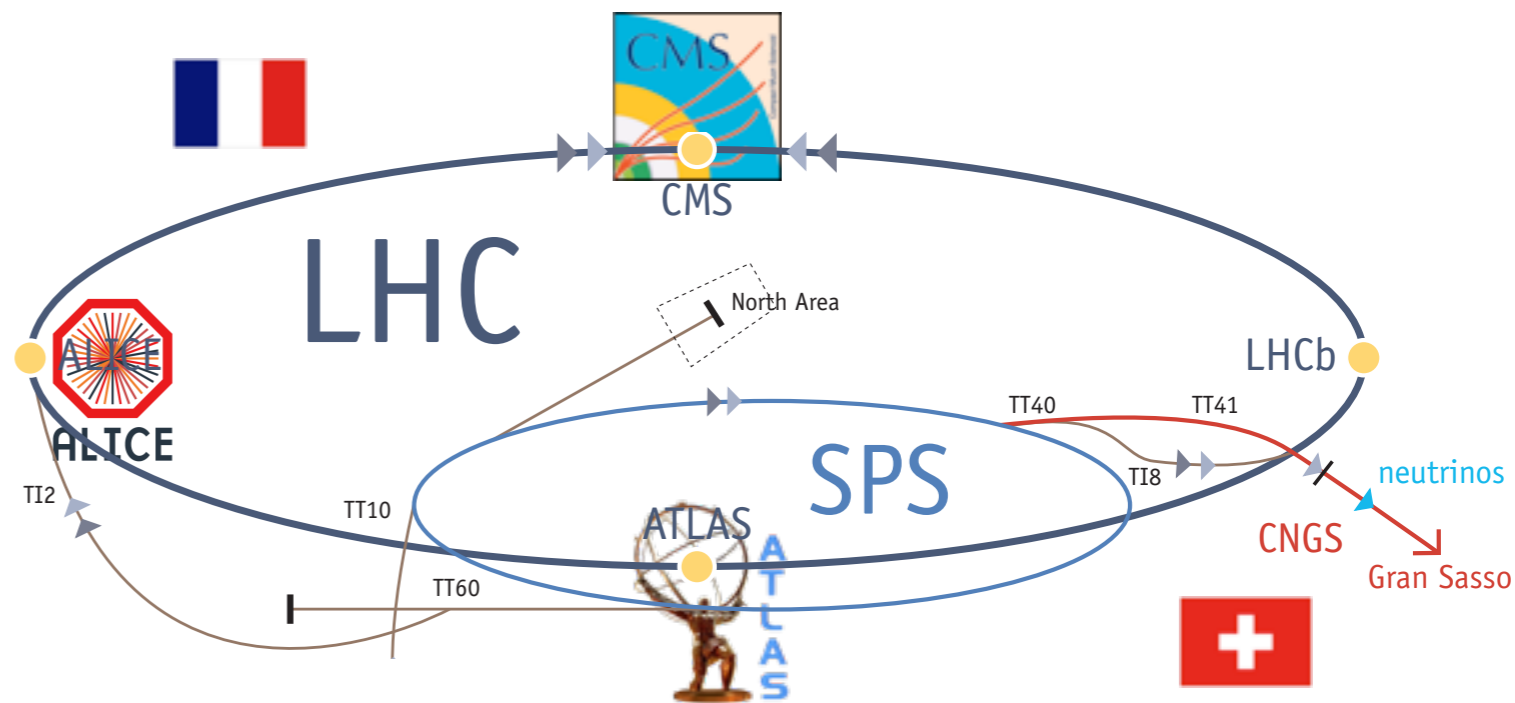 CMS
CMS
LHC
North Area
ALICE
ALICE
LHCb
TT40
TT41
SPS
TI8
neutrinos
TI2
TT10
ATLAS
CNGS
ATLAS
Gran Sasso
TT60